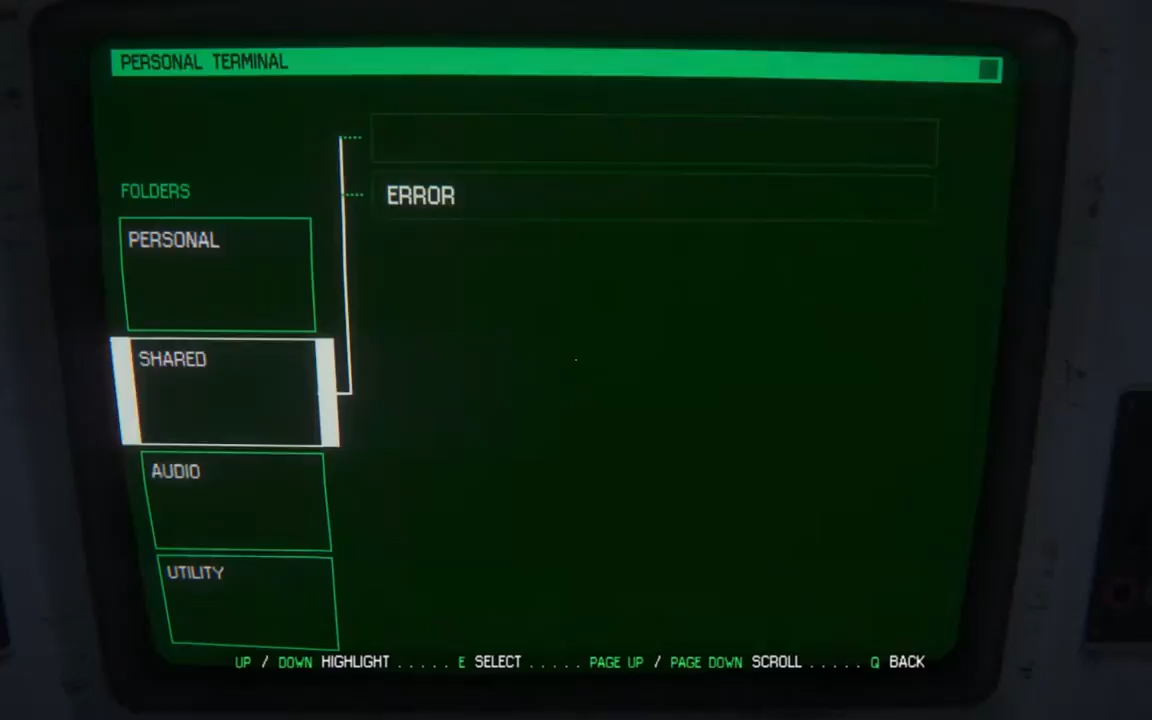 PERSONAL TERMINAL
FOLDERS
ERROR
PERSONAL
SHARED
AUDIO
UTILITY
UP / DOWN HIGHLIGHT ..... E SELECT ..... PAGE UP / PAGE DOWN SCROLL ..... Q BACK